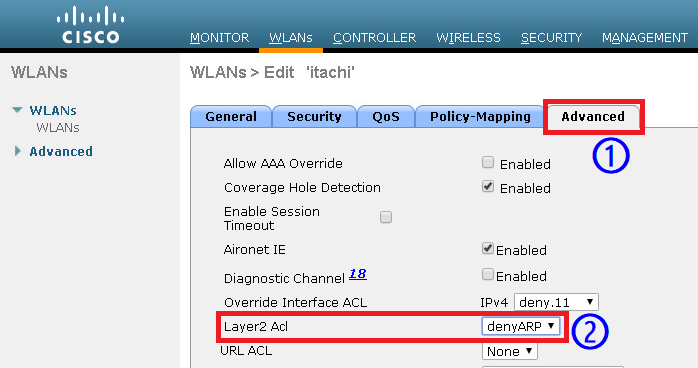 CISCO
MONITOR WLANs CONTROLLER WIRELESS SECURITY MANAGEMENT
WLANs
WLANs > Edit 'itachi'
WLANs
WLANs
Advanced
General Security QoS Policy-Mapping Advanced
1
Allow AAA Override Enabled
Coverage Hole Detection Enabled
Enable Session
Timeout
Aironet IE Enabled
Diagnostic Channel 18 Enabled
Override Interface ACL IPv4 deny.11
Layer2 Acl denyARP 2
URL ACL None